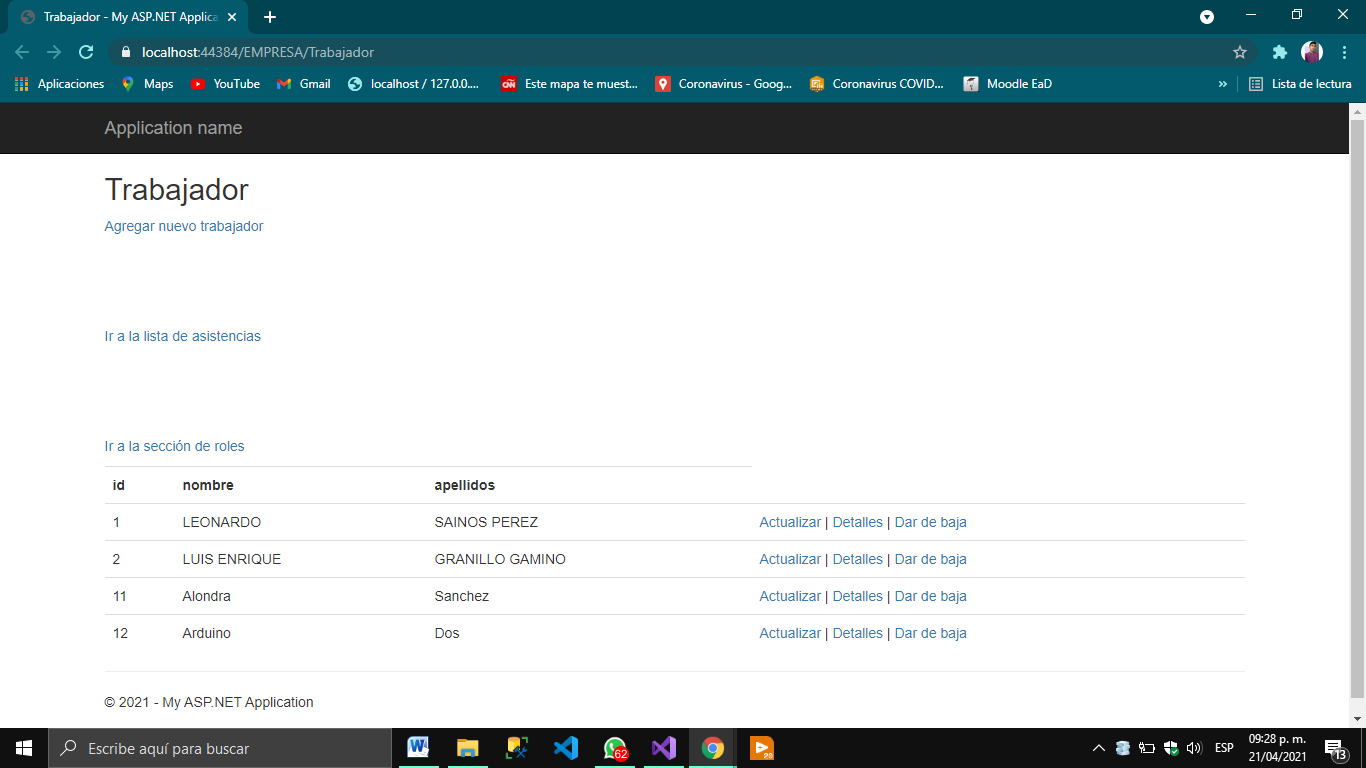 Trabajador - My ASP.NET Applica
localhost:44384/EMPRESA/Trabajador
Aplicaciones Maps YouTube Gmail localhost / 127.0.0.... CNN Este mapa te muest... Coronavirus - Goog... Coronavirus COVID... Moodle EaD » Lista de lectura
Application name
Trabajador
Agregar nuevo trabajador
Ir a la lista de asistencias
Ir a la sección de roles
id nombre apellidos
1 LEONARDO SAINOS PEREZ Actualizar | Detalles | Dar de baja
2 LUIS ENRIQUE GRANILLO GAMINO Actualizar | Detalles | Dar de baja
11 Alondra Sanchez Actualizar | Detalles | Dar de baja
12 Arduino Dos Actualizar | Detalles | Dar de baja
© 2021 - My ASP.NET Application
Escribe aquí para buscar
62
ESP
09:28 p. m.
21/04/2021
13